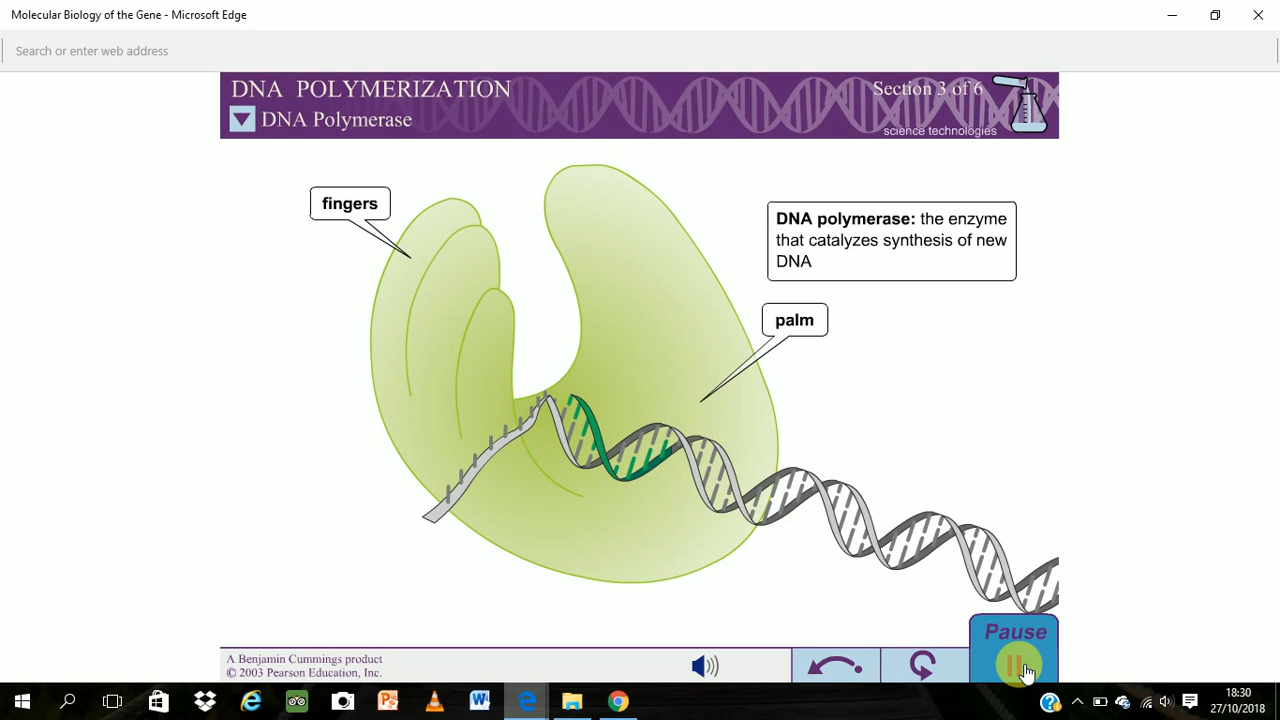 Molecular Biology of the Gene - Microsoft Edge
Search or enter web address
DNA POLYMERIZATION
Section 3 of 6
DNA Polymerase
science technologies
fingers
DNA polymerase: the enzyme
that catalyzes synthesis of new
DNA
palm
Pause
A Benjamin Cummings product
© 2003 Pearson Education, Inc.
18:30
27/10/2018